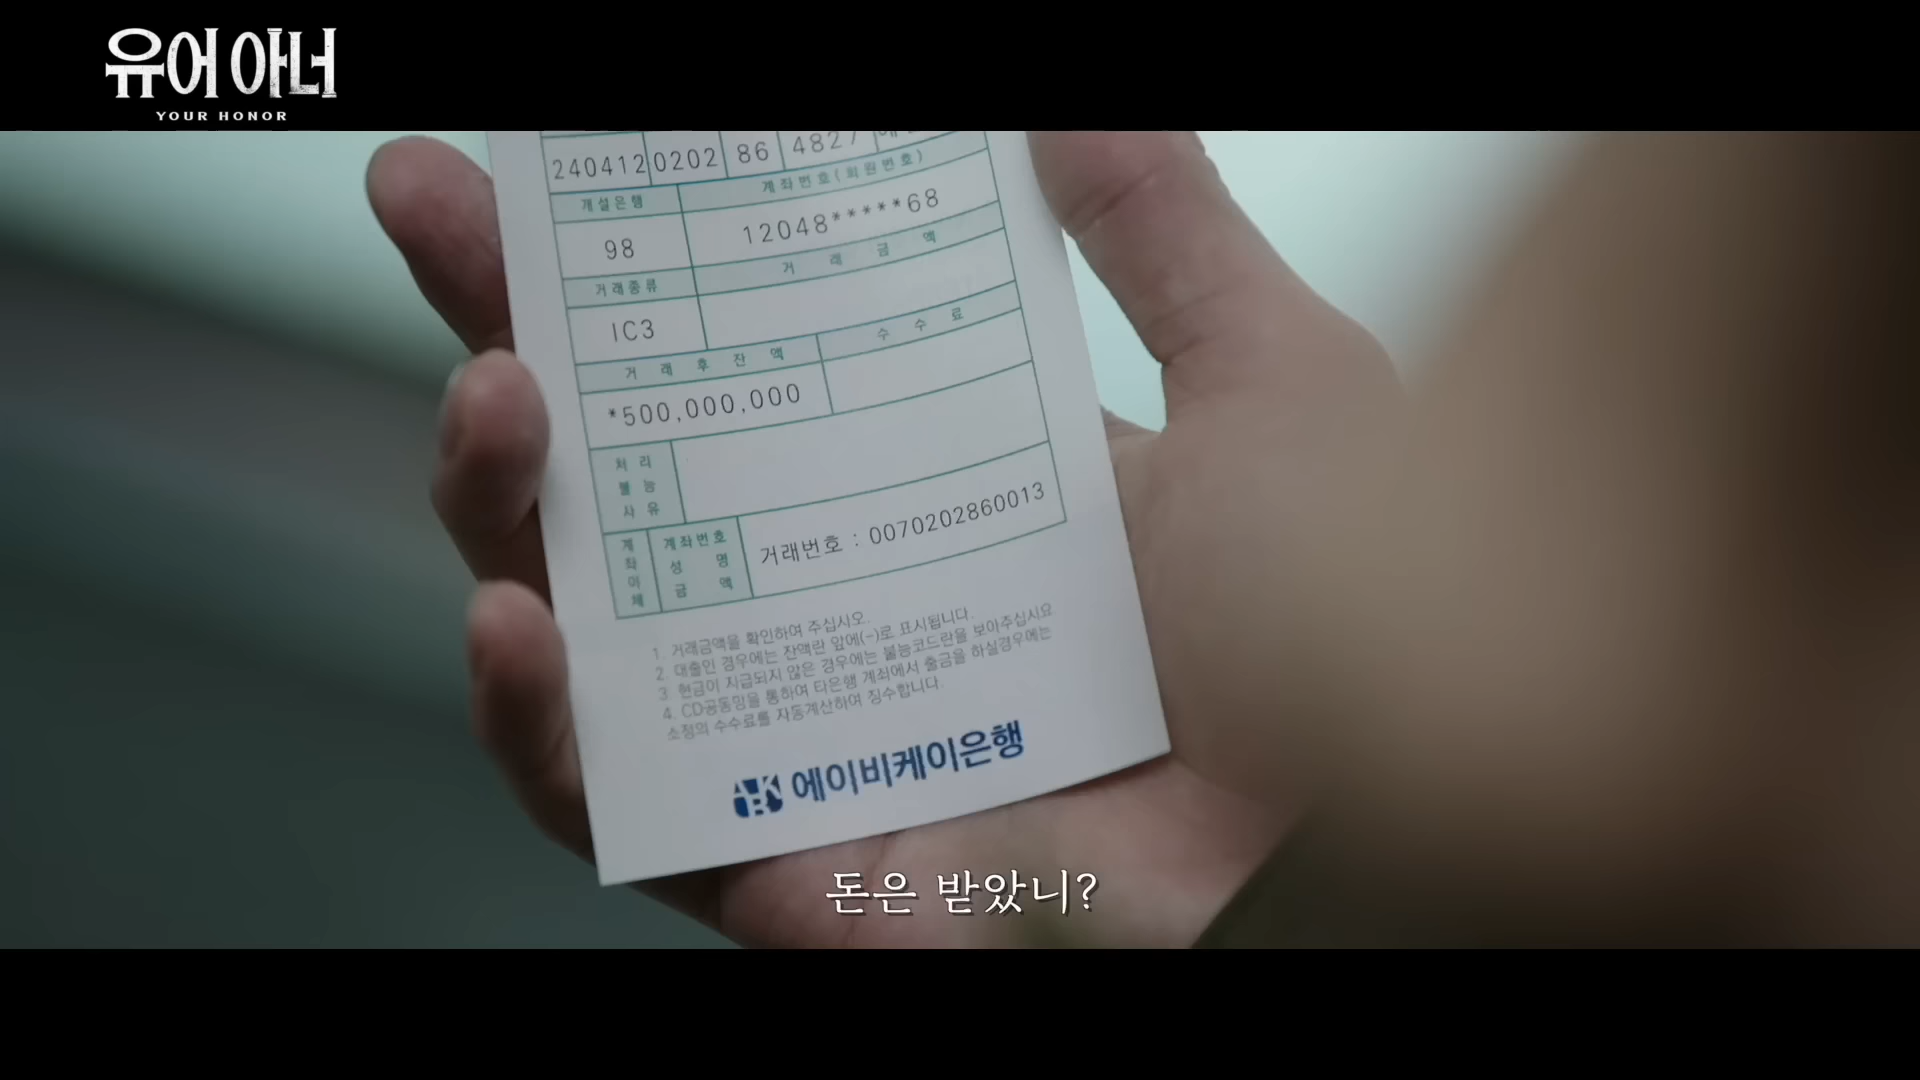 유어 아너
YOUR HONOR
240412 0202 86 4827
개설은행 계좌번호(회원번호)
98 12048*****68
거래종류 거 래 금 액
IC3
거 래 후 잔 액 수 수 료
*500,000,000
처 리
불 능
사 유
계좌이체 계좌번호 성 명 금 액 거래번호 : 0070202860013
1. 거래금액을 확인하여 주십시오.
2. 대출인 경우에는 잔액란 앞에(-)로 표시됩니다.
3. 현금이 지급되지 않은 경우에는 불능코드란을 보아주십시요
4. CD공동망을 통하여 타은행 계좌에서 출금을 하실경우에는
소정의 수수료를 자동계산하여 징수합니다.
ABK 에이비케이은행
돈은 받았니?